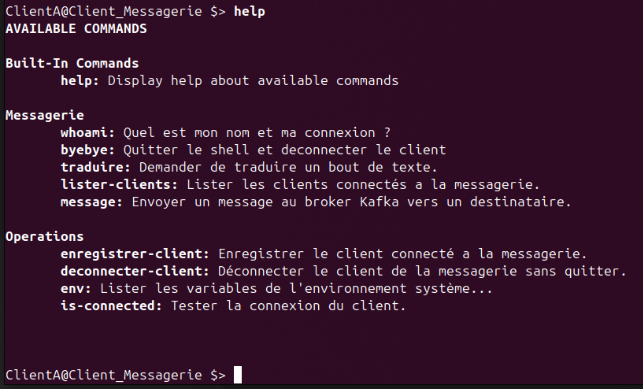 ClientA@Client_Messagerie $> help
AVAILABLE COMMANDS
Built-In Commands
help: Display help about available commands
Messagerie
whoami: Quel est mon nom et ma connexion ?
byebye: Quitter le shell et deconnecter le client
traduire: Demander de traduire un bout de texte.
lister-clients: Lister les clients connectés a la messagerie.
message: Envoyer un message au broker Kafka vers un destinataire.
Operations
enregistrer-client: Enregistrer le client connecté a la messagerie.
deconnecter-client: Déconnecter le client de la messagerie sans quitter.
env: Lister les variables de l'environnement système...
is-connected: Tester la connexion du client.
ClientA@Client_Messagerie $>